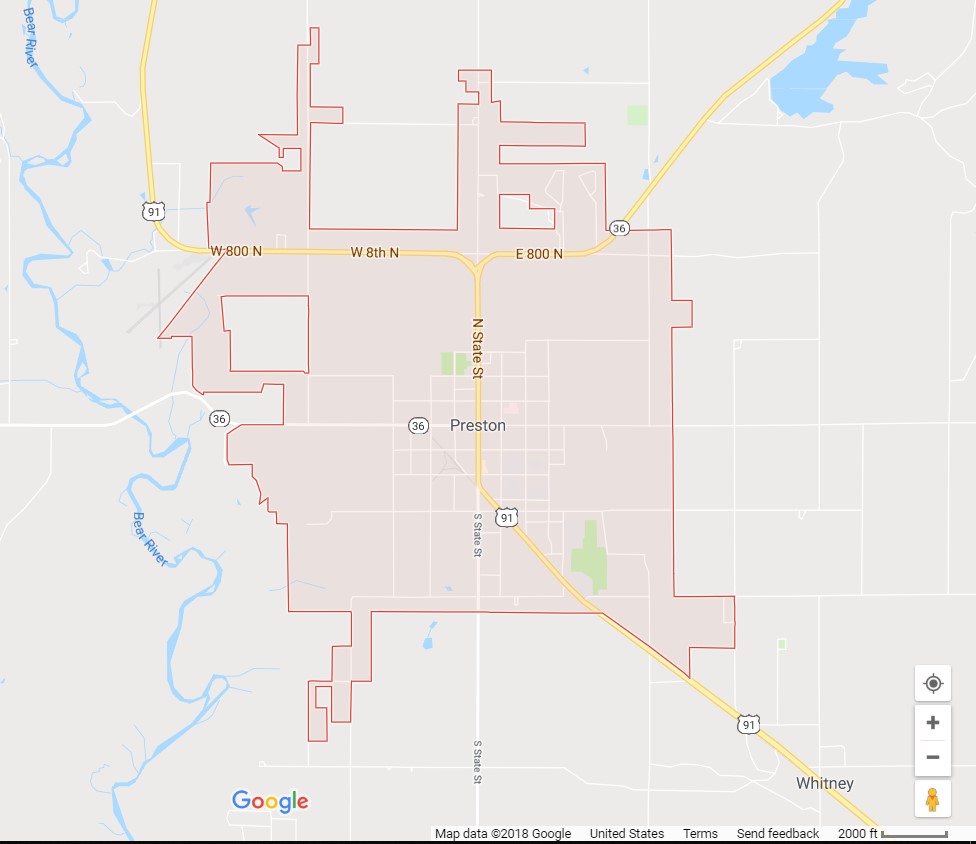 Bear River
91
36
W 800 N
W 8th N
E 800 N
N State St
36
36
Preston
91
S State St
Bear River
91
S State St
Whitney
Google
Map data ©2018 Google United States Terms Send feedback 2000 ft